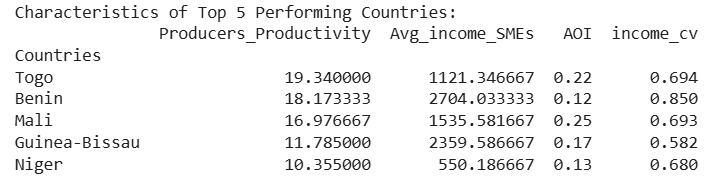 Characteristics of Top 5 Performing Countries:
Producers_Productivity Avg_income_SMEs AOI income_cv
Countries
Togo 19.340000 1121.346667 0.22 0.694
Benin 18.173333 2704.033333 0.12 0.850
Mali 16.976667 1535.581667 0.25 0.693
Guinea-Bissau 11.785000 2359.586667 0.17 0.582
Niger 10.355000 550.186667 0.13 0.680